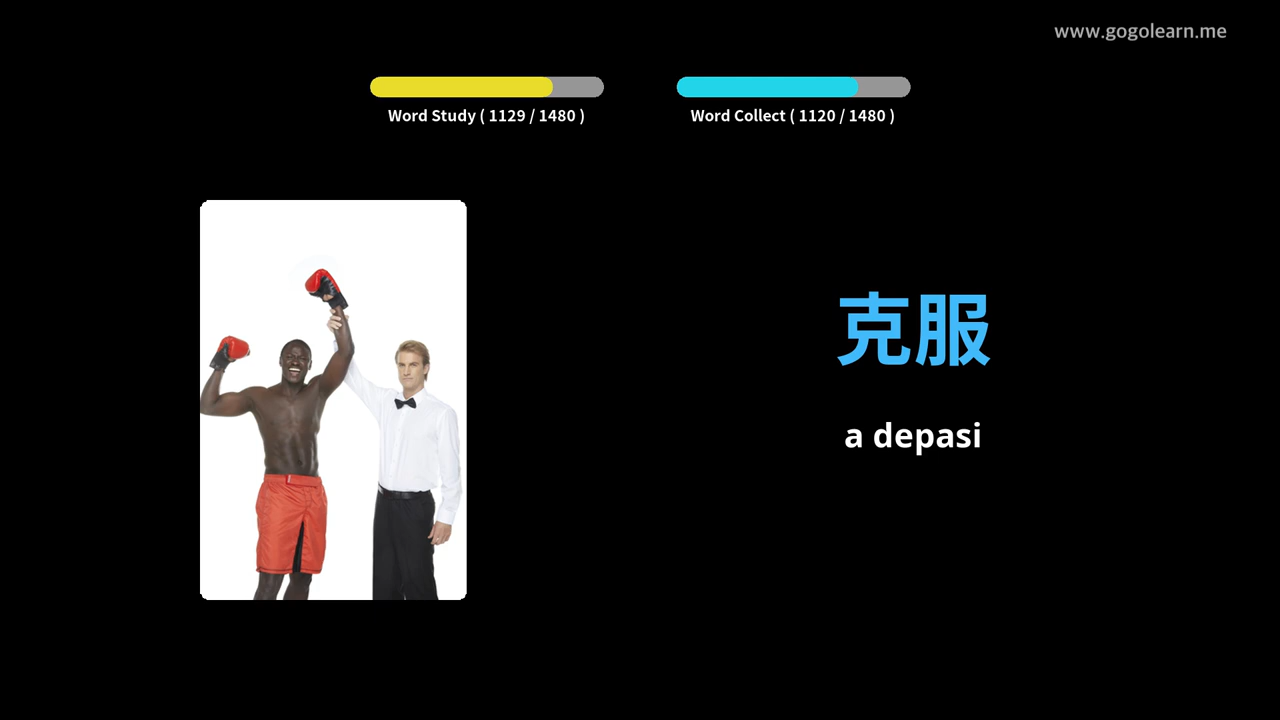 www.gogolearn.me
Word Study ( 1129 / 1480 )
Word Collect ( 1120 / 1480 )
克服
a depasi